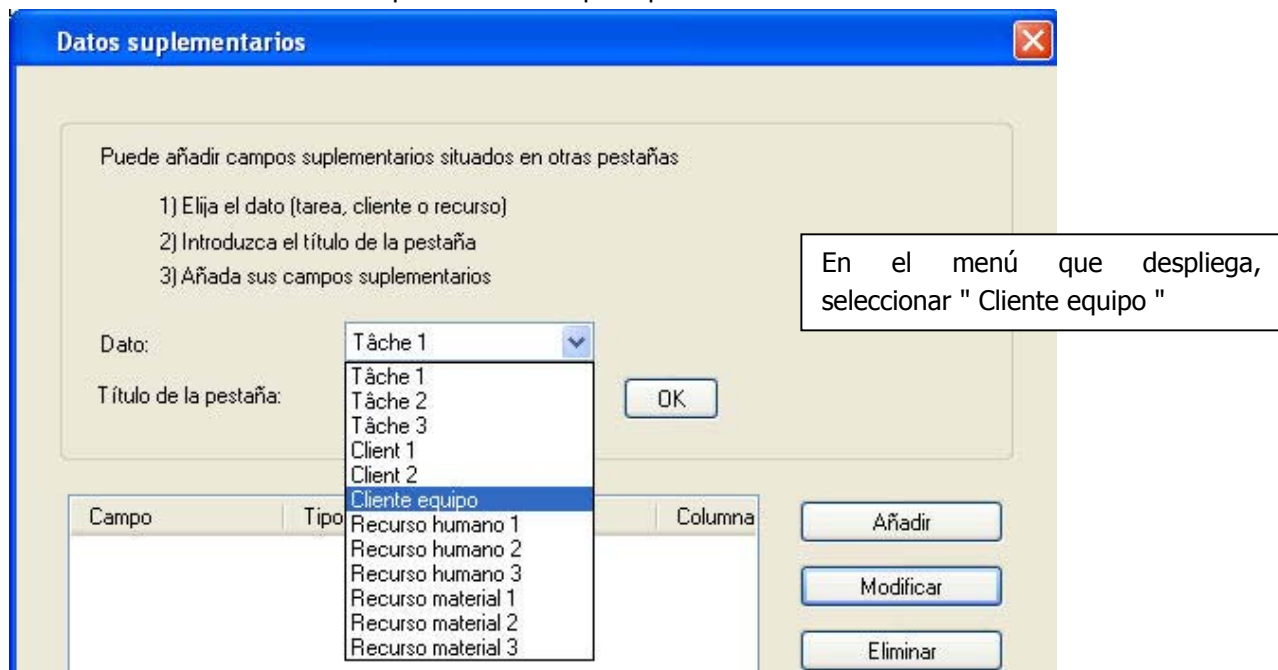 Datos suplementarios
Puede añadir campos suplementarios situados en otras pestañas
1) Elija el dato (tarea, cliente o recurso)
2) Introduzca el título de la pestaña
3) Añada sus campos suplementarios
En el menú que despliega,
seleccionar " Cliente equipo "
Dato:
Tâche 1
Título de la pestaña:
OK
Tâche 1
Tâche 2
Tâche 3
Client 1
Client 2
Cliente equipo
Recurso humano 1
Recurso humano 2
Recurso humano 3
Recurso material 1
Recurso material 2
Recurso material 3
Campo
Tipo
Columna
Añadir
Modificar
Eliminar